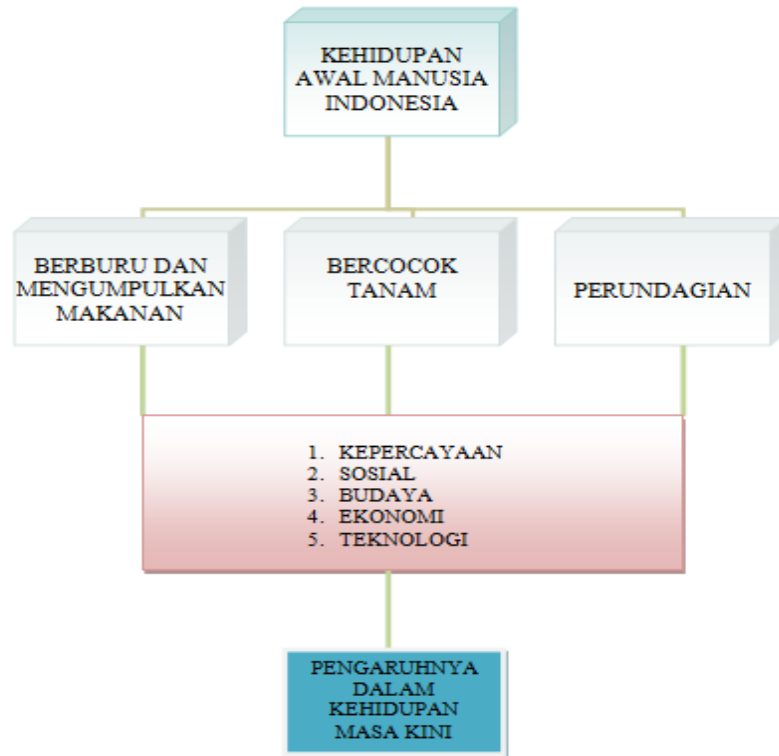 KEHIDUPAN
AWAL MANUSIA
INDONESIA
BERBURU DAN
MENGUMPULKAN
MAKANAN
BERCOCOK
TANAM
PERUNDAGIAN
1. KEPERCAYAAN
2. SOSIAL
3. BUDAYA
4. EKONOMI
5. TEKNOLOGI
PENGARUHNYA
DALAM
KEHIDUPAN
MASA KINI